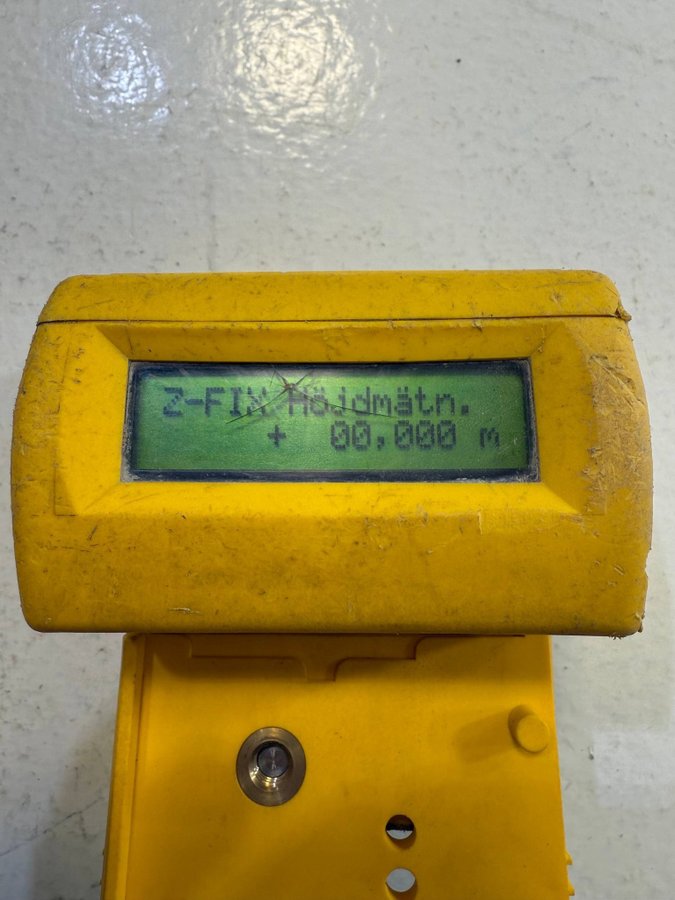 Z-FIX Höjdmätn.
+ 00,000 m